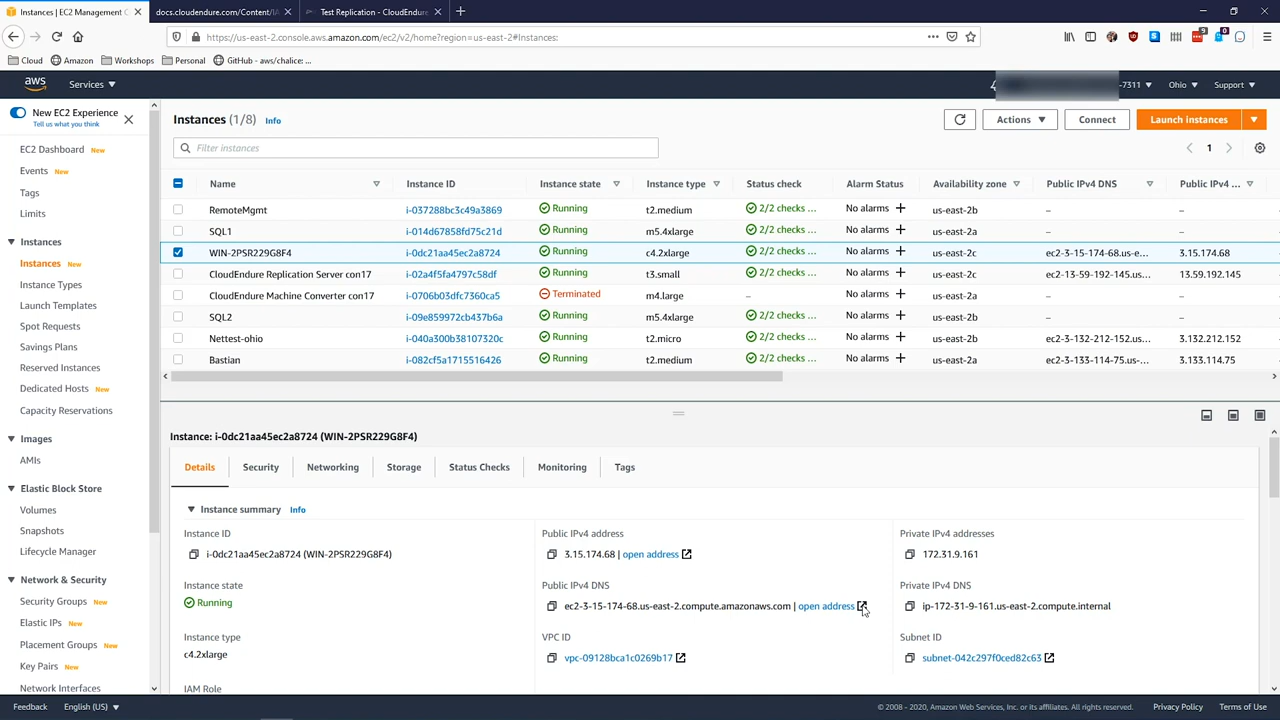 Instances | EC2 Management C
docs.cloudendure.com/Content/IA
Test Replication - CloudEndure
https://us-east-2.console.aws.amazon.com/ec2/v2/home?region=us-east-2#Instances:
Cloud Amazon Workshops Personal GitHub - aws/chalice: ...
aws Services -7311 Ohio Support
New EC2 Experience
Tell us what you think
EC2 Dashboard New
Events New
Tags
Limits
Instances
Instances New
Instance Types
Launch Templates
Spot Requests
Savings Plans
Reserved Instances
Dedicated Hosts New
Capacity Reservations
Images
AMIs
Elastic Block Store
Volumes
Snapshots
Lifecycle Manager
Network & Security
Security Groups New
Elastic IPs New
Placement Groups New
Key Pairs New
Network Interfaces
Instances (1/8) Info
Actions Connect Launch instances
Filter instances
1
Name Instance ID Instance state Instance type Status check Alarm Status Availability zone Public IPv4 DNS Public IPv4 ...
RemoteMgmt i-037288bc3c49a3869 Running t2.medium 2/2 checks ... No alarms + us-east-2b – –
SQL1 i-014d67858fd75c21d Running m5.4xlarge 2/2 checks ... No alarms + us-east-2a – –
WIN-2PSR229G8F4 i-0dc21aa45ec2a8724 Running c4.2xlarge 2/2 checks ... No alarms + us-east-2c ec2-3-15-174-68.us-e... 3.15.174.68
CloudEndure Replication Server con17 i-02a4f5fa4797c58df Running t3.small 2/2 checks ... No alarms + us-east-2c ec2-13-59-192-145.us... 13.59.192.145
CloudEndure Machine Converter con17 i-0706b03dfc7360ca5 Terminated m4.large – No alarms + us-east-2a – –
SQL2 i-09e859972cb437b6a Running m5.4xlarge 2/2 checks ... No alarms + us-east-2b – –
Nettest-ohio i-040a300b38107320c Running t2.micro 2/2 checks ... No alarms + us-east-2b ec2-3-132-212-152.us... 3.132.212.152
Bastian i-082cf5a1715516426 Running t2.medium 2/2 checks ... No alarms + us-east-2a ec2-3-133-114-75.us-... 3.133.114.75
Instance: i-0dc21aa45ec2a8724 (WIN-2PSR229G8F4)
Details Security Networking Storage Status Checks Monitoring Tags
Instance summary Info
Instance ID
i-0dc21aa45ec2a8724 (WIN-2PSR229G8F4)
Public IPv4 address
3.15.174.68 | open address
Private IPv4 addresses
172.31.9.161
Instance state
Running
Public IPv4 DNS
ec2-3-15-174-68.us-east-2.compute.amazonaws.com | open address
Private IPv4 DNS
ip-172-31-9-161.us-east-2.compute.internal
Instance type
c4.2xlarge
VPC ID
vpc-09128bca1c0269b17
Subnet ID
subnet-042c297f0ced82c63
IAM Role
Feedback English (US) © 2008 - 2020, Amazon Web Services, Inc. or its affiliates. All rights reserved. Privacy Policy Terms of Use